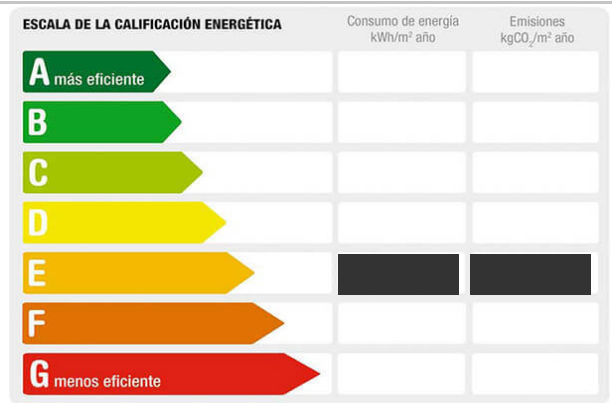 ESCALA DE LA CALIFICACIÓN ENERGÉTICA
Consumo de energía
kWh/m² año
Emisiones
kgCO₂/m² año
A más eficiente
B
C
D
E
F
G menos eficiente